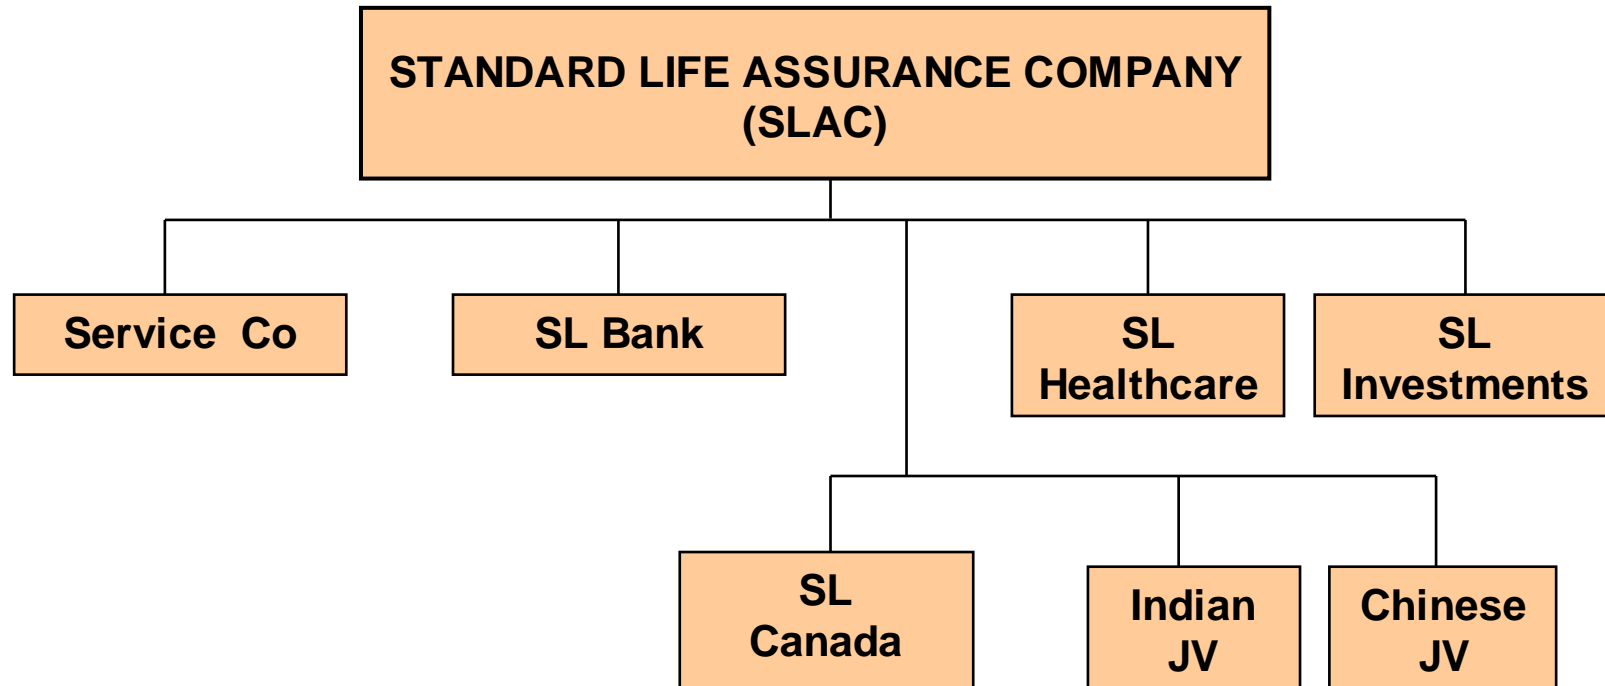 STANDARD LIFE ASSURANCE COMPANY
(SLAC)
Service Co
SL Bank
SL
Healthcare
SL
Investments
SL
Canada
Indian
JV
Chinese
JV